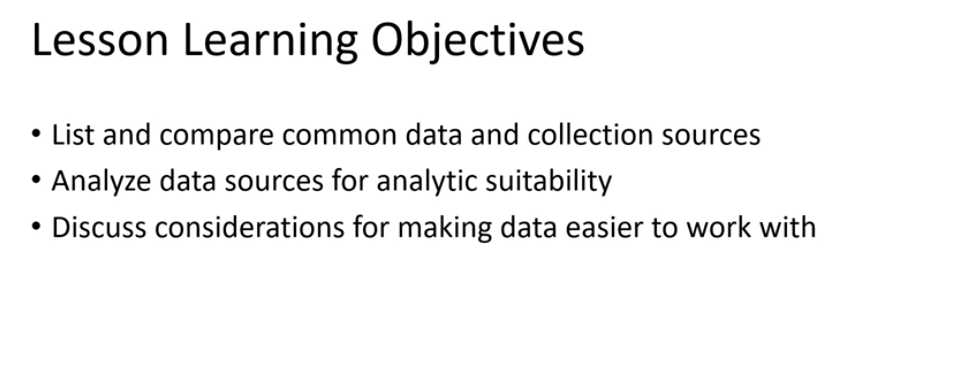 Lesson Learning Objectives
• List and compare common data and collection sources
• Analyze data sources for analytic suitability
• Discuss considerations for making data easier to work with